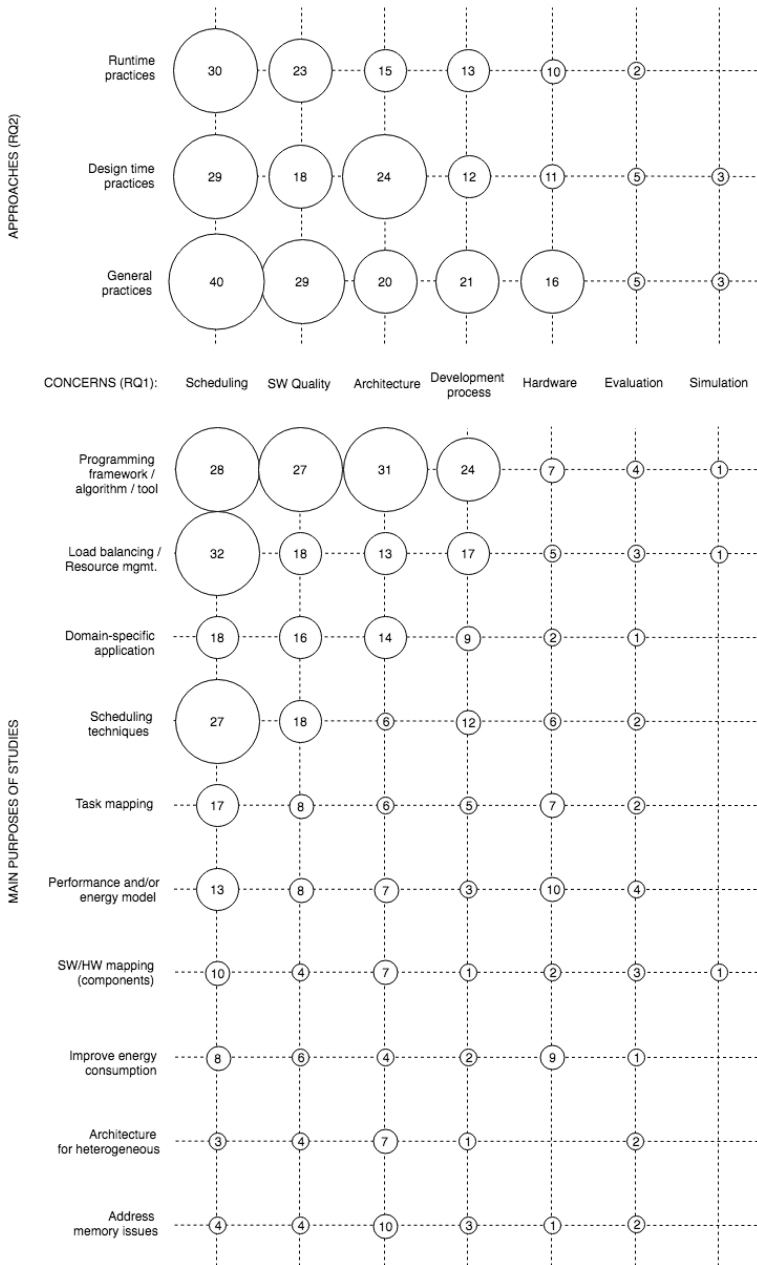 APPROACHES (RQ2)
Runtime
practices
30 23 15 13 10 2
Design time
practices
29 18 24 12 11 5 3
General
practices
40 29 20 21 16 5 3
CONCERNS (RQ1): Scheduling SW Quality Architecture Development
process Hardware Evaluation Simulation
MAIN PURPOSES OF STUDIES
Programming
framework /
algorithm / tool
28 27 31 24 7 4 1
Load balancing /
Resource mgmt.
32 18 13 17 5 3 1
Domain-specific
application
18 16 14 9 2 1
Scheduling
techniques
27 18 6 12 6 2
Task mapping
17 8 6 5 7 2
Performance and/or
energy model
13 8 7 3 10 4
SW/HW mapping
(components)
10 4 7 1 2 3 1
Improve energy
consumption
8 6 4 2 9 1
Architecture
for heterogeneous
3 4 7 1 2
Address
memory issues
4 4 10 3 1 2